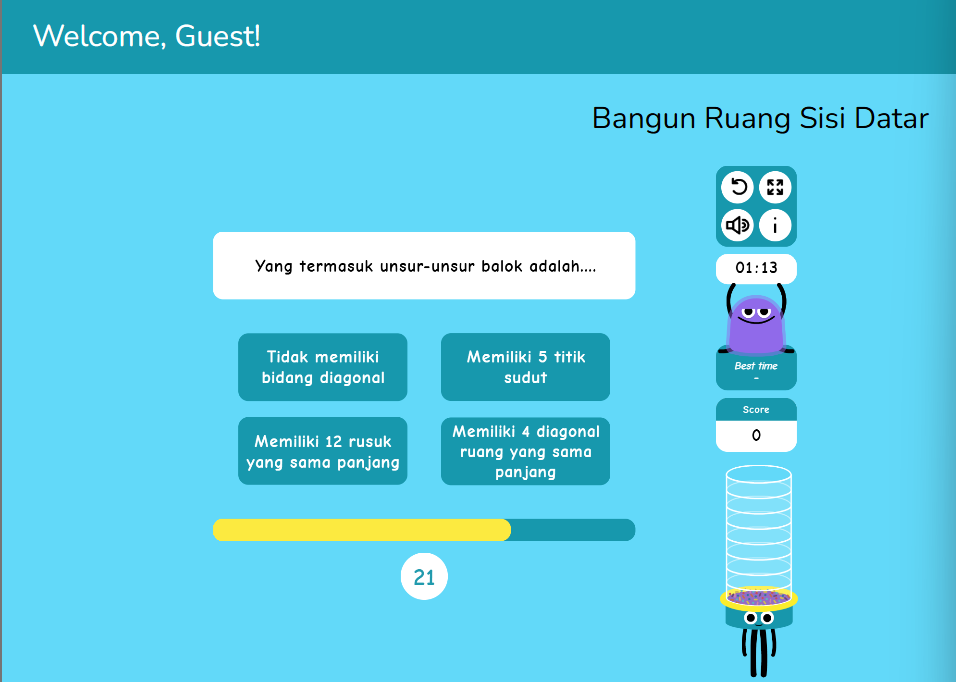 Welcome, Guest!
Bangun Ruang Sisi Datar
i
01:13
Yang termasuk unsur-unsur balok adalah....
Tidak memiliki
bidang diagonal
Memiliki 5 titik
sudut
Memiliki 12 rusuk
yang sama panjang
Memiliki 4 diagonal
ruang yang sama
panjang
Best time
-
Score
0
21